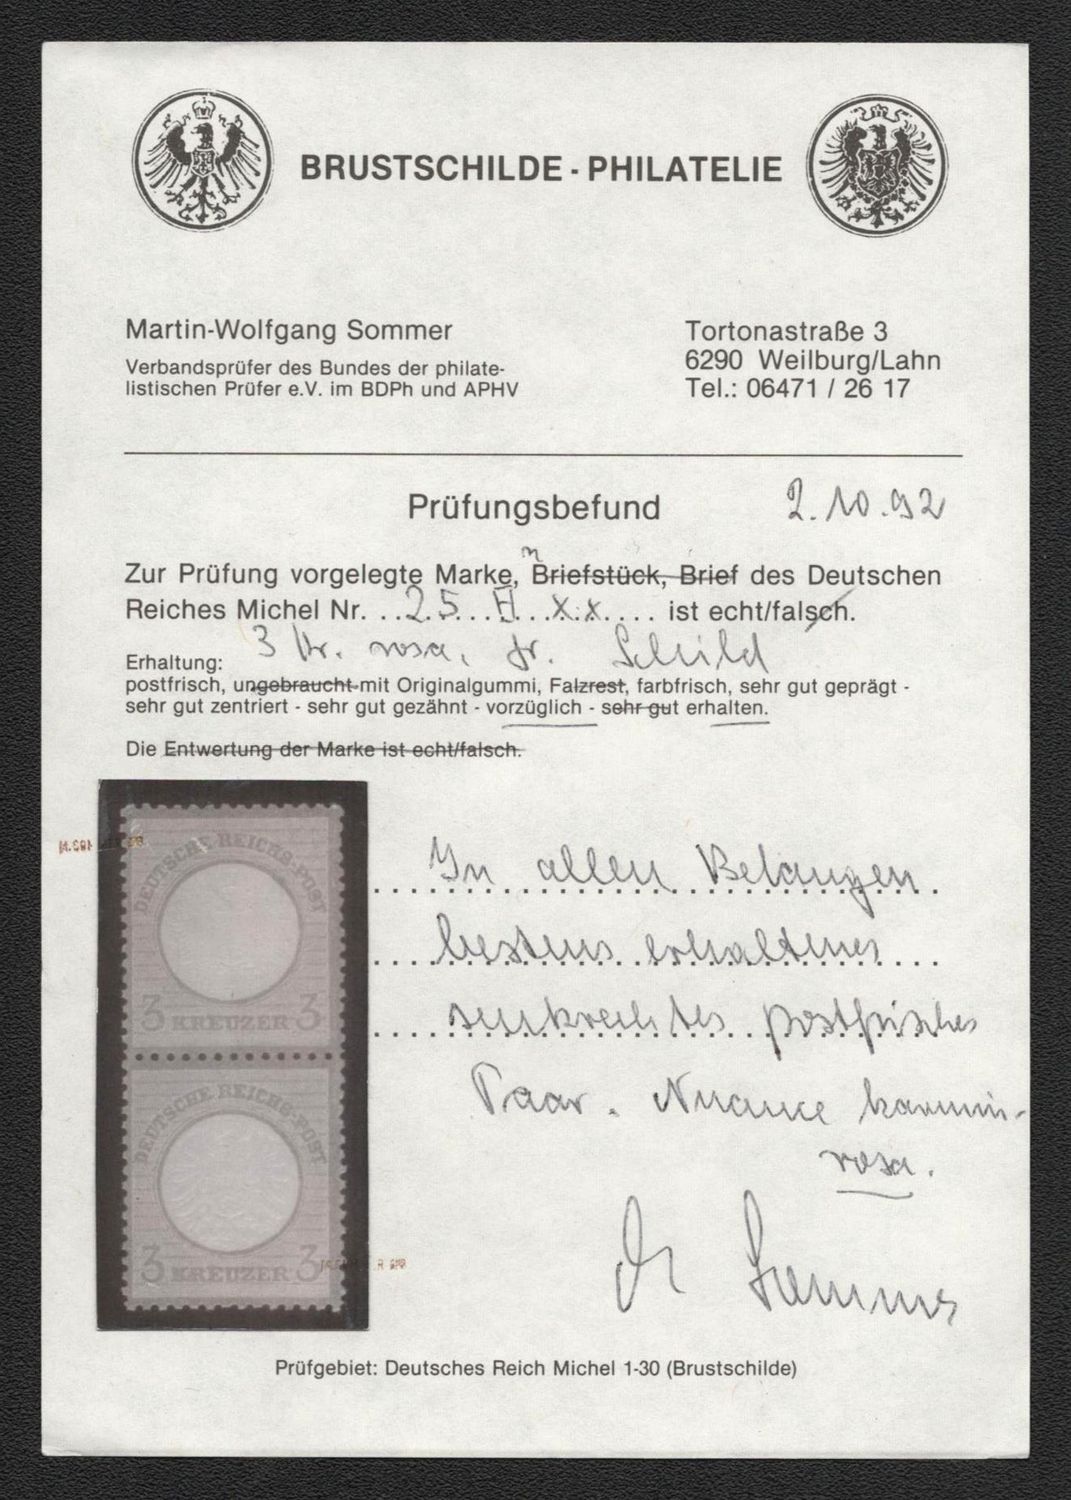 BRUSTSCHILDE - PHILATELIE
Martin-Wolfgang Sommer
Verbandsprüfer des Bundes der philate-
listischen Prüfer e.V. im BDPh und APHV
Tortonastraße 3
6290 Weilburg/Lahn
Tel.: 06471 / 26 17
Prüfungsbefund
2.10.92
n
Zur Prüfung vorgelegte Marke, Briefstück, Brief des Deutschen
Reiches Michel Nr. ..25.... x.x.... ist echt/falsch.
3 Kr. rosa, gr. Schild
Erhaltung:
postfrisch, ungebraucht mit Originalgummi, Falzrest, farbfrisch, sehr gut geprägt -
sehr gut zentriert - sehr gut gezähnt - vorzüglich - sehr gut erhalten.
Die Entwertung der Marke ist echt/falsch.
DEUTSCHE REICHS-POST
3 KREUZER 3
DEUTSCHE REICHS-POST
3 KREUZER 3
In allen Belangen
bestens erhaltenes
senkrechtes postfrisches
Paar. Nuance karmin-
rosa.
Sommer
Prüfgebiet: Deutsches Reich Michel 1-30 (Brustschilde)